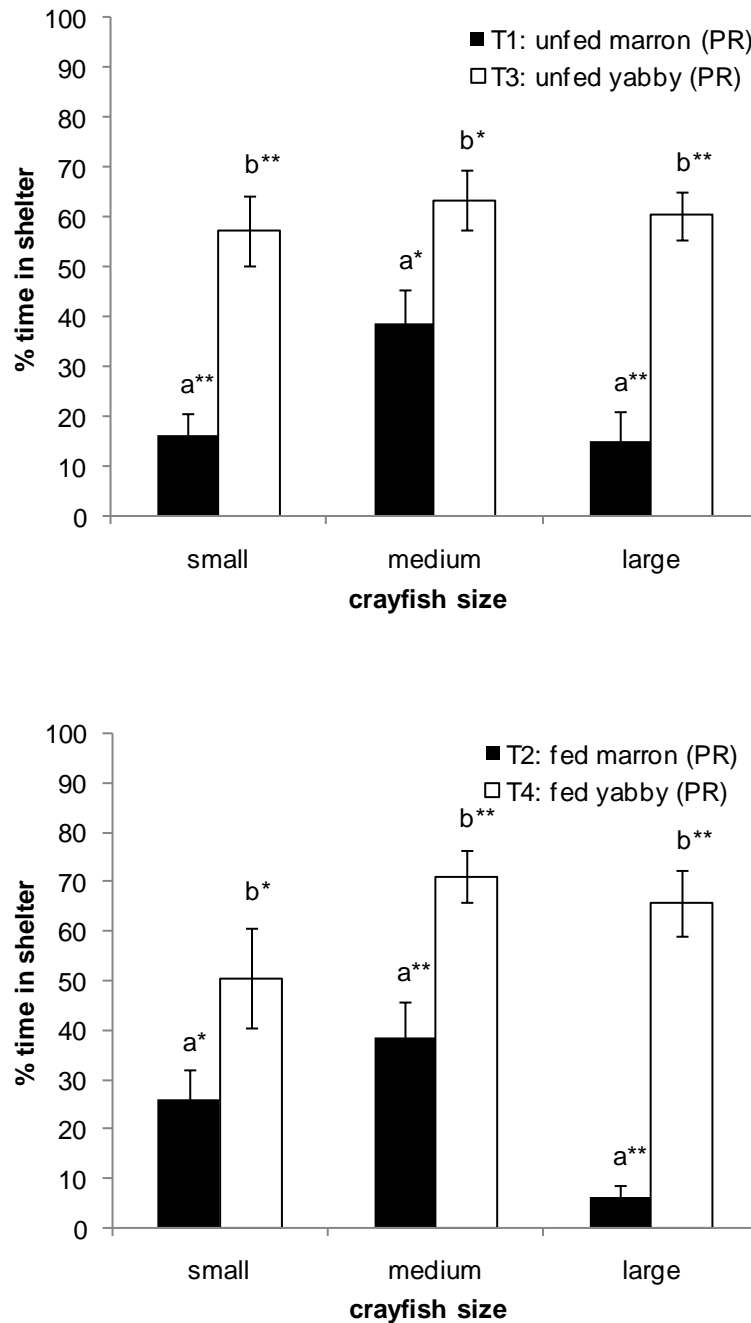 100
90
80
70
60
50
40
30
20
10
0
% time in shelter
T1: unfed marron (PR)
T3: unfed yabby (PR)
a**
b**
a*
b*
a**
b**
small medium large
crayfish size
100
90
80
70
60
50
40
30
20
10
0
% time in shelter
T2: fed marron (PR)
T4: fed yabby (PR)
a*
b*
a**
b**
a**
b**
small medium large
crayfish size